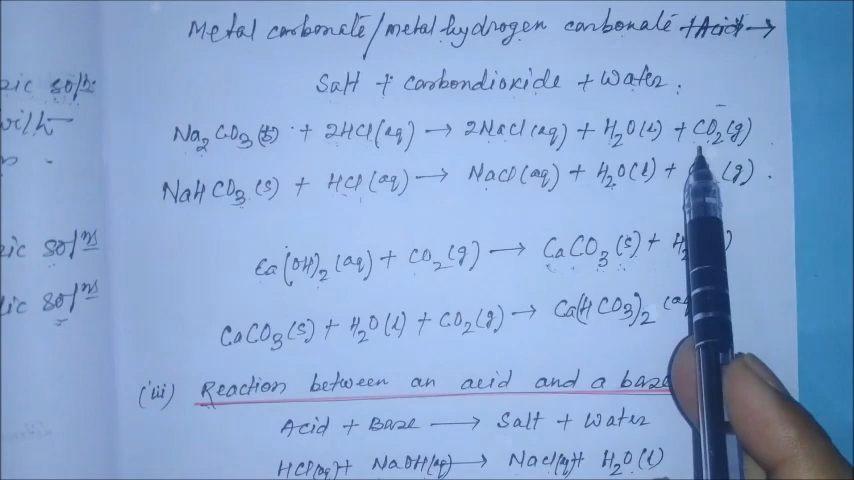 Metal carbonate/metal hydrogen carbonate + Acid →
Salt + carbondioxide + Water.
Na₂CO₃(s) + 2HCl(aq) → 2NaCl(aq) + H₂O(l) + CO₂(g)
NaHCO₃(s) + HCl(aq) → NaCl(aq) + H₂O(l) + (g).
Ca(OH)₂(aq) + CO₂(g) → CaCO₃(s) + H
CaCO₃(s) + H₂O(l) + CO₂(g) → Ca(HCO₃)₂
(iii) Reaction between an acid and a base
Acid + Base → Salt + Water
HCl(aq) + NaOH(aq) → NaCl(aq) + H₂O(l)